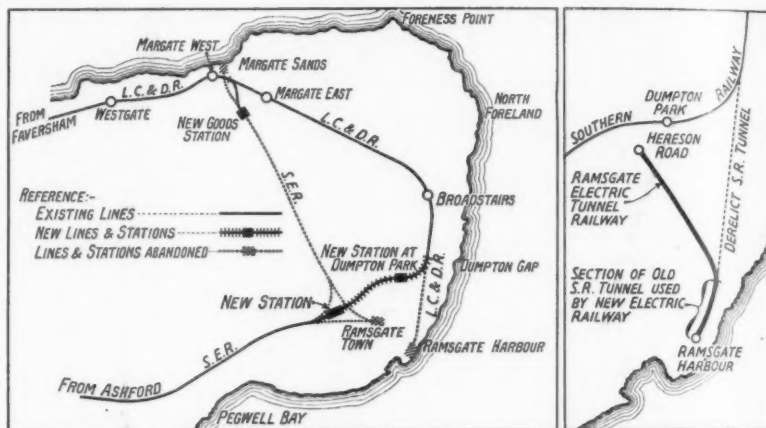 FORENESS POINT
MARGATE WEST
MARGATE SANDS
L.C.& D.R.
MARGATE EAST
NORTH
FORELAND
FROM
FAVERSHAM
WESTGATE
NEW GOODS
STATION
L.C.& D.R.
S.E.R.
BROADSTAIRS
REFERENCE:-
EXISTING LINES
NEW LINES & STATIONS
LINES & STATIONS ABANDONED
NEW STATION AT
DUMPTON PARK
DUMPTON GAP
L.C.& D.R.
NEW STATION
RAMSGATE
TOWN
RAMSGATE HARBOUR
S.E.R.
FROM ASHFORD
PEGWELL BAY
SOUTHERN
RAILWAY
DUMPTON
PARK
HERESON
ROAD
RAMSGATE
ELECTRIC
TUNNEL
RAILWAY
DERELICT S.R. TUNNEL
SECTION OF OLD
S.R. TUNNEL USED
BY NEW ELECTRIC
RAILWAY
RAMSGATE
HARBOUR